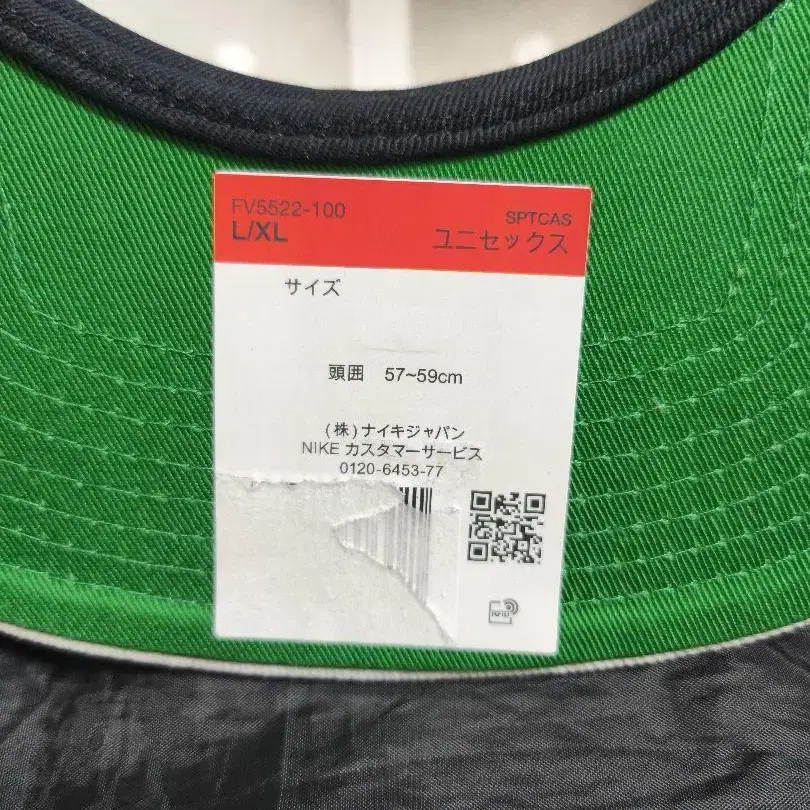 FV5522-100
SPTCAS
L/XL
ユニセックス
サイズ
頭囲 57~59cm
(株)ナイキジャパン
NIKE カスタマーサービス
0120-6453-77
RFID